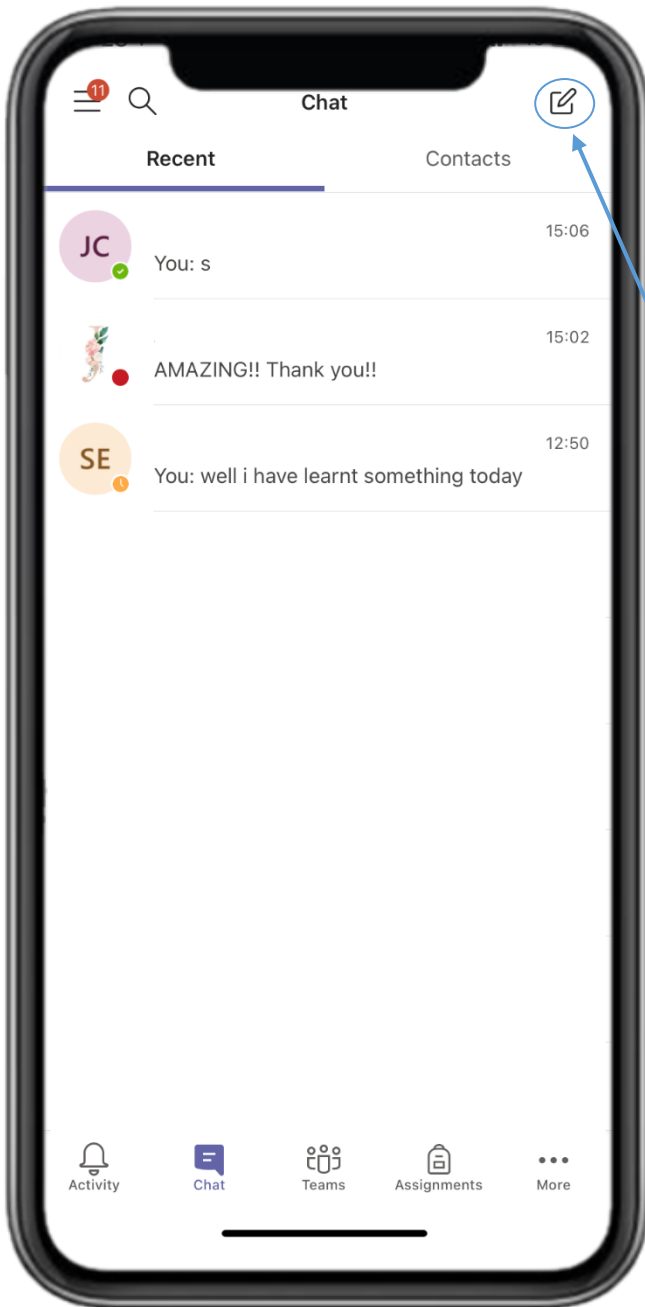 11
Chat
Recent Contacts
JC
15:06
You: s
15:02
AMAZING!! Thank you!!
SE
12:50
You: well i have learnt something today
Activity Chat Teams Assignments More